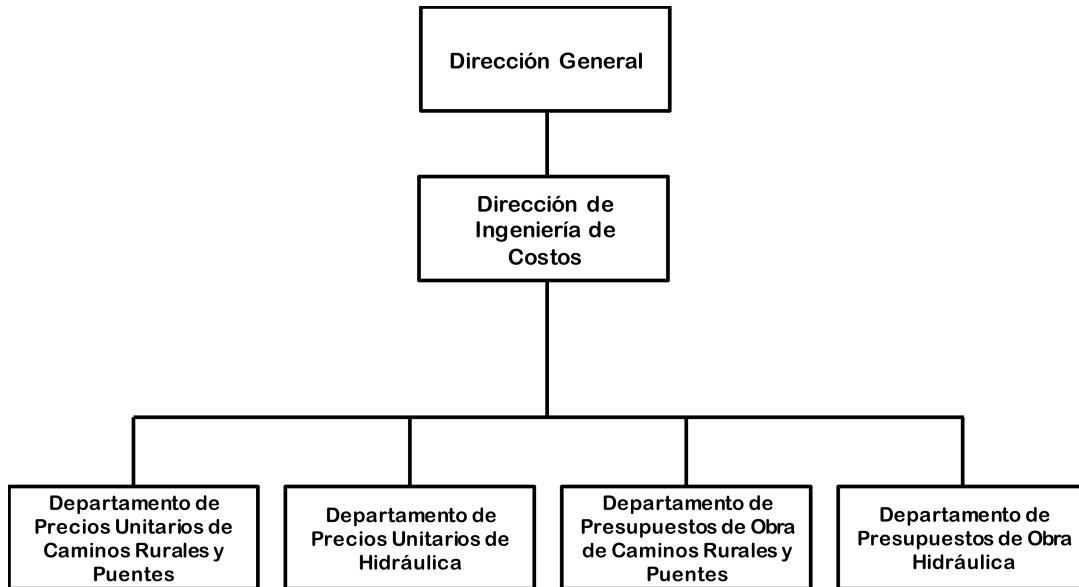 Dirección General
Dirección de
Ingeniería de
Costos
Departamento de
Precios Unitarios de
Caminos Rurales y
Puentes
Departamento de
Precios Unitarios de
Hidráulica
Departamento de
Presupuestos de Obra
de Caminos Rurales y
Puentes
Departamento de
Presupuestos de Obra
Hidráulica